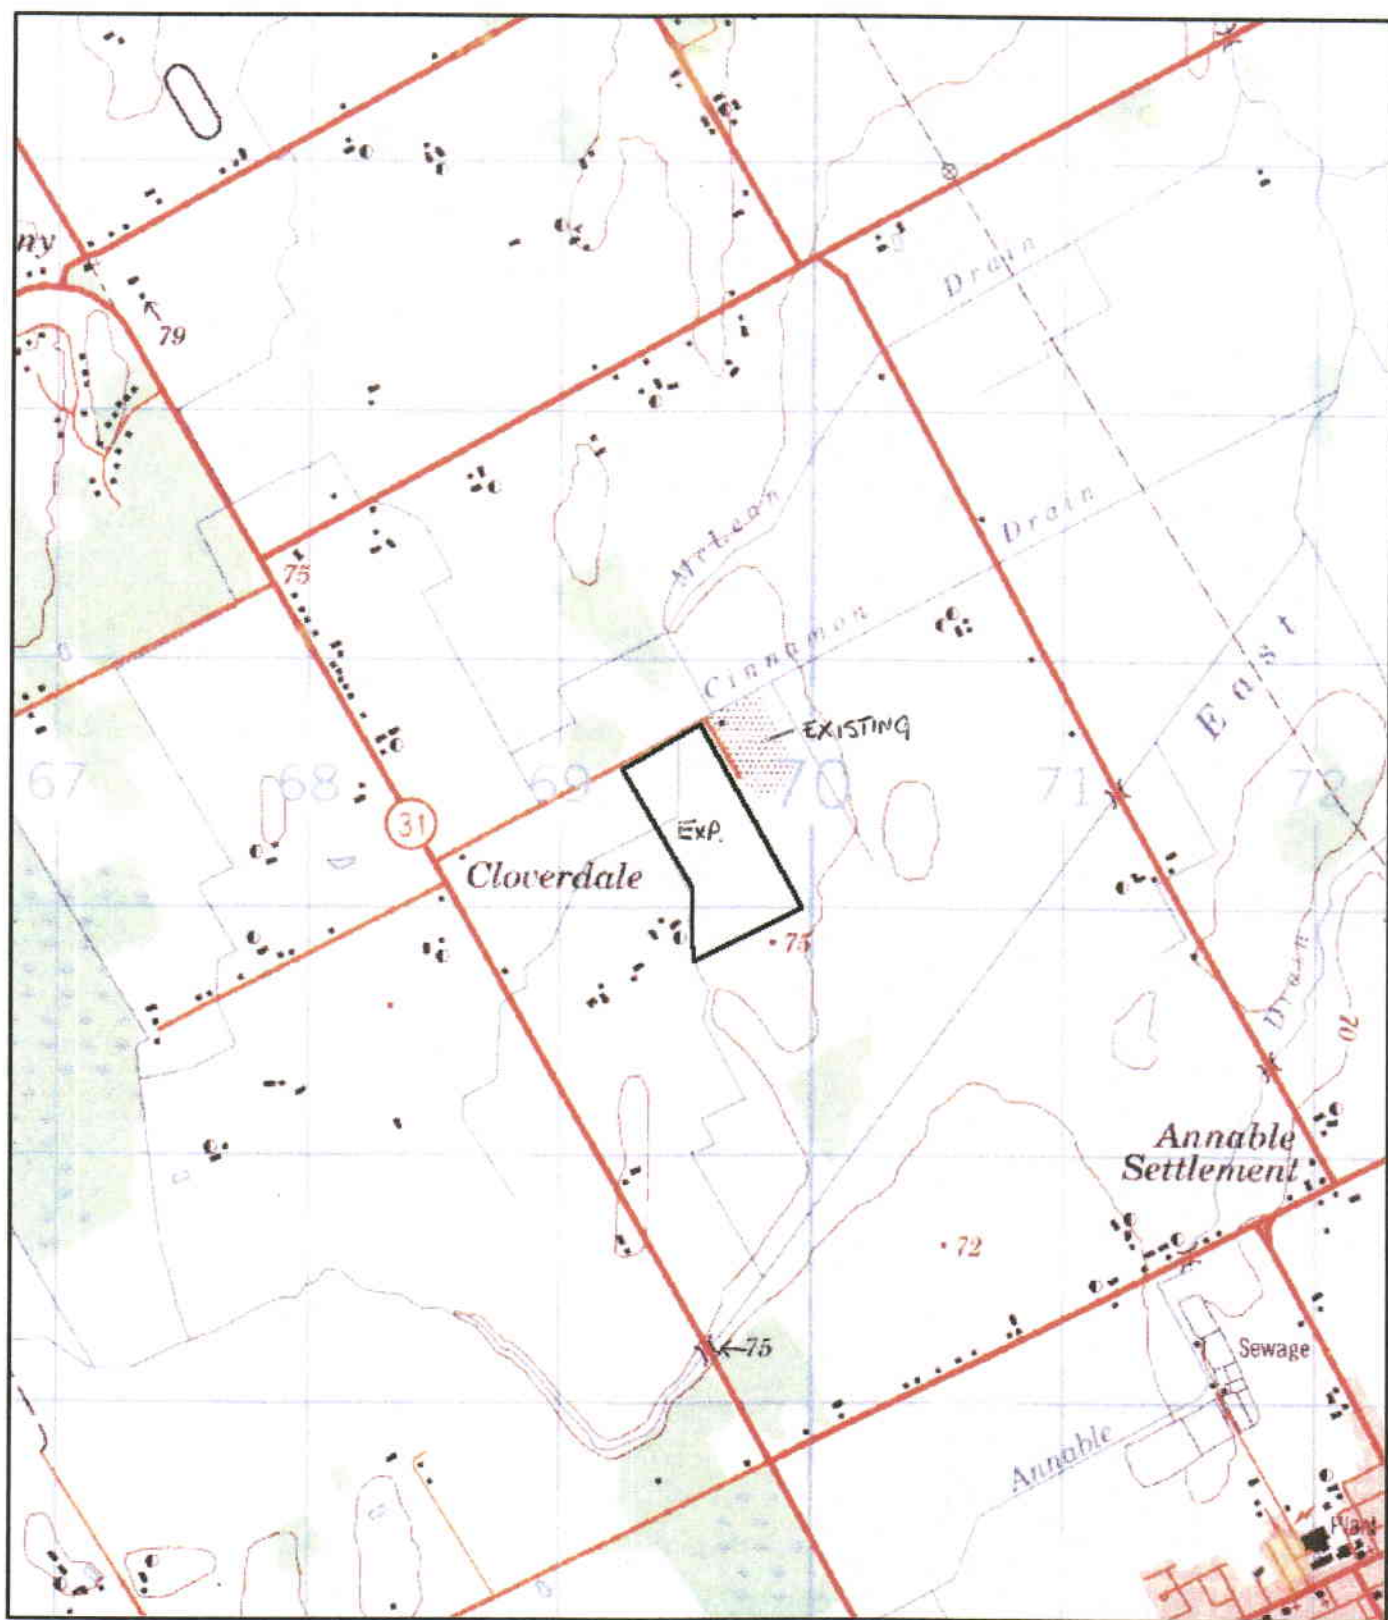 ny
79
Drain
McLean
Drain
75
Cinnamon
East
EXISTING
67
68
69
70
71
72
31
EXP.
Cloverdale
75
Drain
70
Annable
Settlement
72
75
Sewage
Annable
Plant